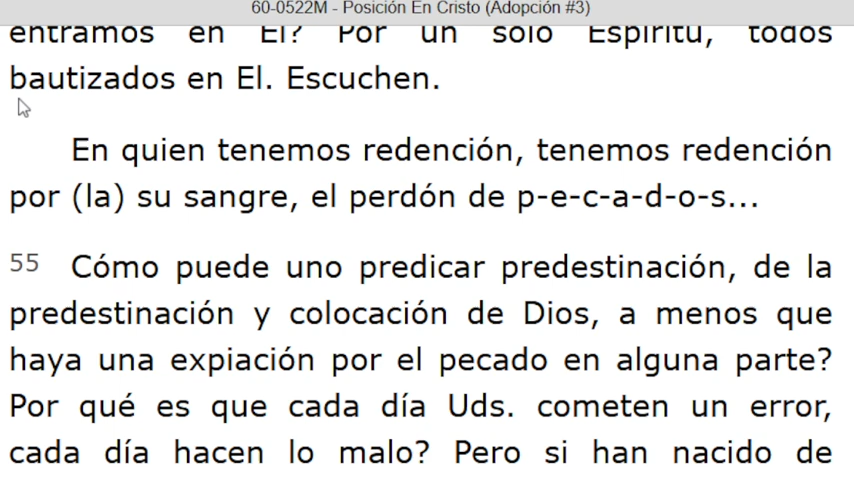 60-0522M - Posición En Cristo (Adopción #3)
entramos en El? Por un solo Espíritu, todos
bautizados en El. Escuchen.
En quien tenemos redención, tenemos redención
por (la) su sangre, el perdón de p-e-c-a-d-o-s...
55 Cómo puede uno predicar predestinación, de la
predestinación y colocación de Dios, a menos que
haya una expiación por el pecado en alguna parte?
Por qué es que cada día Uds. cometen un error,
cada día hacen lo malo? Pero si han nacido de